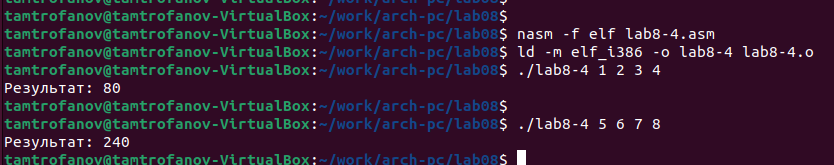 tamtrofanov@tamtrofanov-VirtualBox:~/work/arch-pc/lab08$
tamtrofanov@tamtrofanov-VirtualBox:~/work/arch-pc/lab08$ nasm -f elf lab8-4.asm
tamtrofanov@tamtrofanov-VirtualBox:~/work/arch-pc/lab08$ ld -m elf_i386 -o lab8-4 lab8-4.o
tamtrofanov@tamtrofanov-VirtualBox:~/work/arch-pc/lab08$ ./lab8-4 1 2 3 4
Результат: 80
tamtrofanov@tamtrofanov-VirtualBox:~/work/arch-pc/lab08$
tamtrofanov@tamtrofanov-VirtualBox:~/work/arch-pc/lab08$ ./lab8-4 5 6 7 8
Результат: 240
tamtrofanov@tamtrofanov-VirtualBox:~/work/arch-pc/lab08$